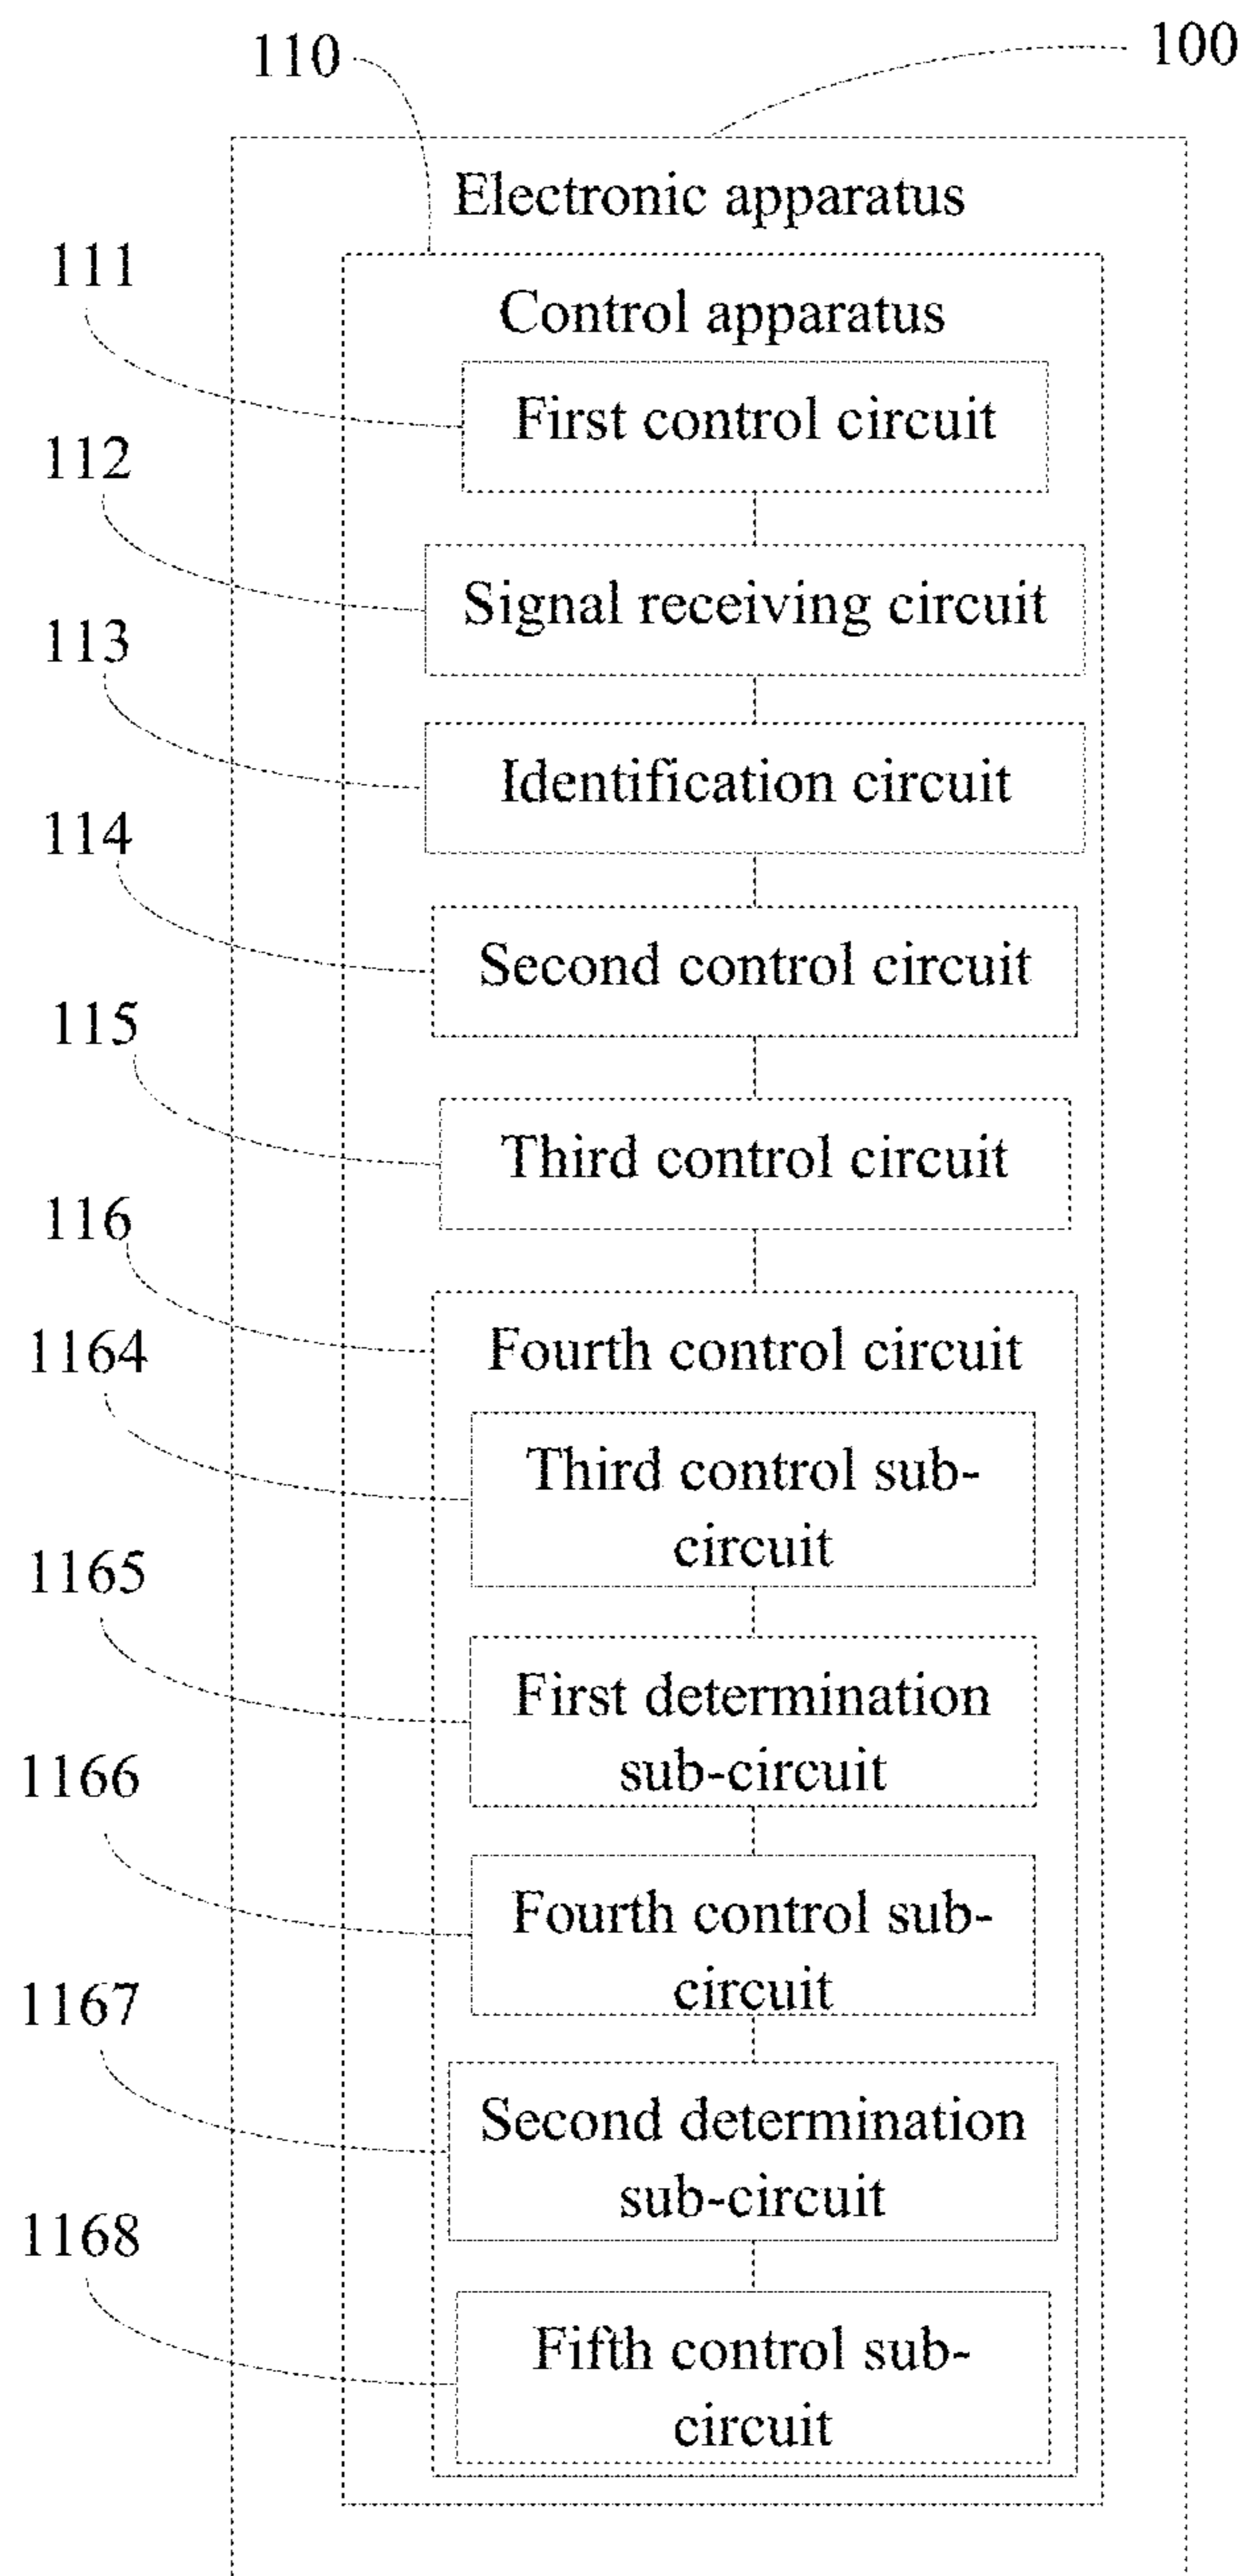 110
100
Electronic apparatus
111
Control apparatus
First control circuit
112
Signal receiving circuit
113
Identification circuit
114
Second control circuit
115
Third control circuit
116
Fourth control circuit
1164
Third control sub-
circuit
1165
First determination
sub-circuit
1166
Fourth control sub-
circuit
1167
Second determination
sub-circuit
1168
Fifth control sub-
circuit